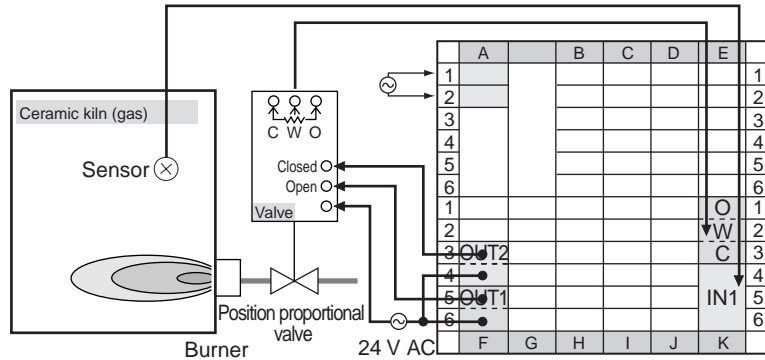 A B C D E
1 1
2 2
3 3
4 4
5 5
6 6
1 O 1
2 W 2
3 OUT2 C 3
4 4
5 OUT1 IN1 5
6 6
F G H I J K
Ceramic kiln (gas)
Sensor
C W O
Closed
Open
Valve
Position proportional
valve
Burner
24 V AC